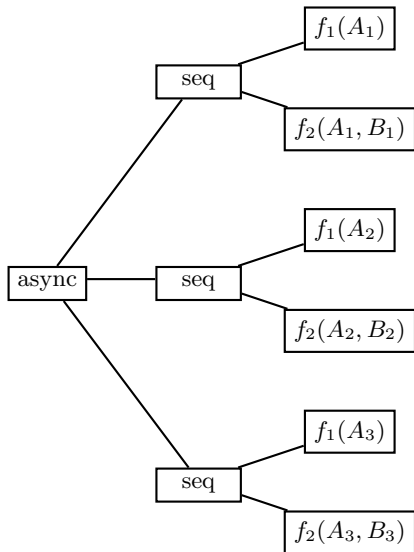 f₁(A₁)
seq
f₂(A₁, B₁)
f₁(A₂)
async
seq
f₂(A₂, B₂)
f₁(A₃)
seq
f₂(A₃, B₃)